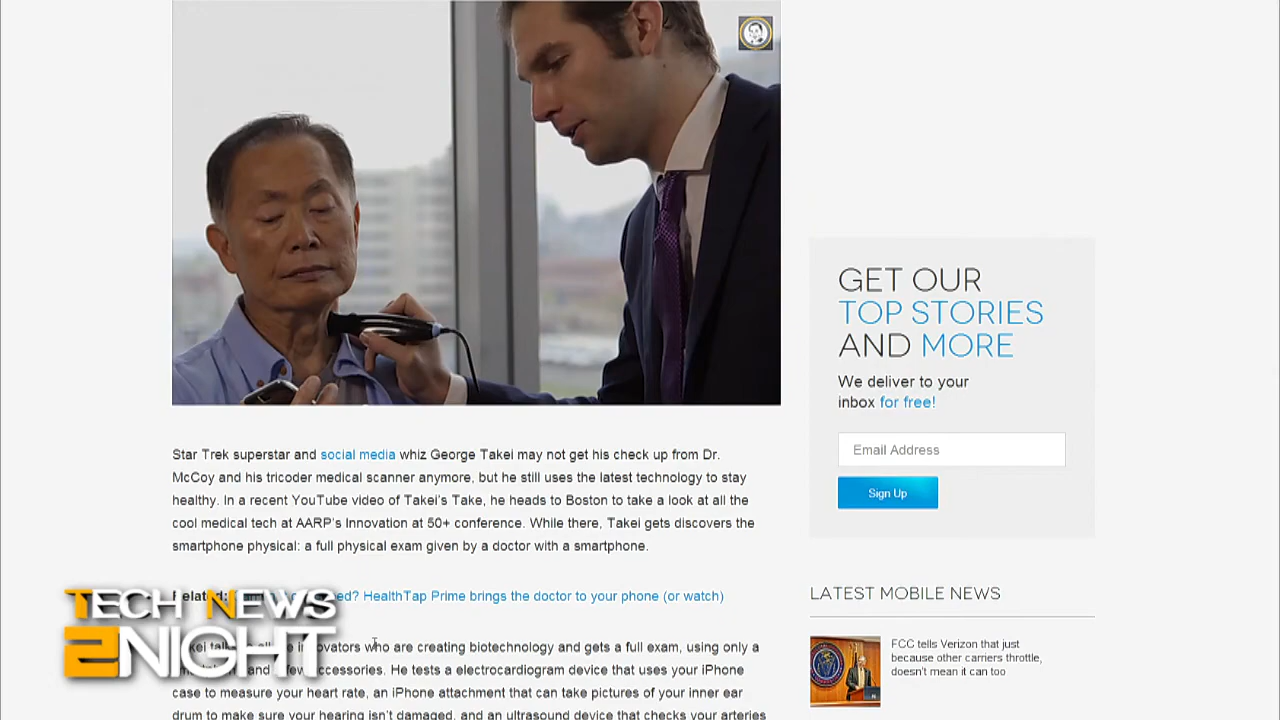 Star Trek superstar and social media whiz George Takei may not get his check up from Dr.
McCoy and his tricoder medical scanner anymore, but he still uses the latest technology to stay
healthy. In a recent YouTube video of Takei's Take, he heads to Boston to take a look at all the
cool medical tech at AARP's Innovation at 50+ conference. While there, Takei gets discovers the
smartphone physical: a full physical exam given by a doctor with a smartphone.
Related: HealthTap Prime brings the doctor to your phone (or watch)
who are creating biotechnology and gets a full exam, using only a
and a few accessories. He tests a electrocardiogram device that uses your iPhone
case to measure your heart rate, an iPhone attachment that can take pictures of your inner ear
drum to make sure your hearing isn't damaged, and an ultrasound device that checks your arteries
TECH NEWS
2NIGHT
GET OUR
TOP STORIES
AND MORE
We deliver to your
inbox for free!
Email Address
Sign Up
LATEST MOBILE NEWS
FCC tells Verizon that just
because other carriers throttle,
doesn't mean it can too